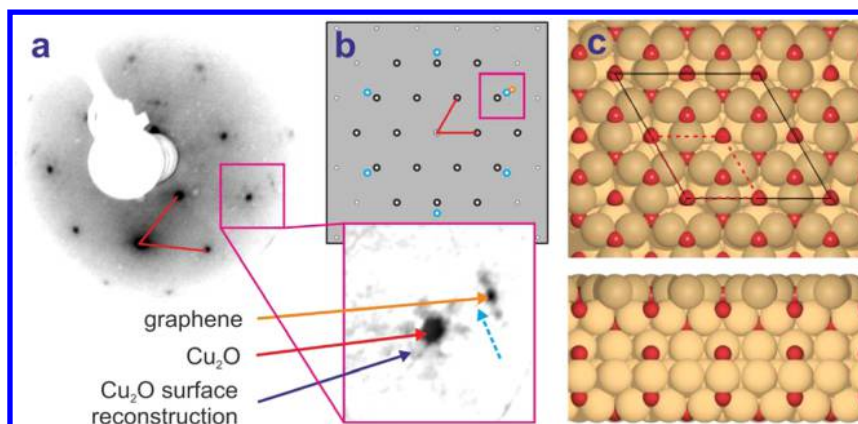 a
b
c
graphene
Cu₂O
Cu₂O surface
reconstruction